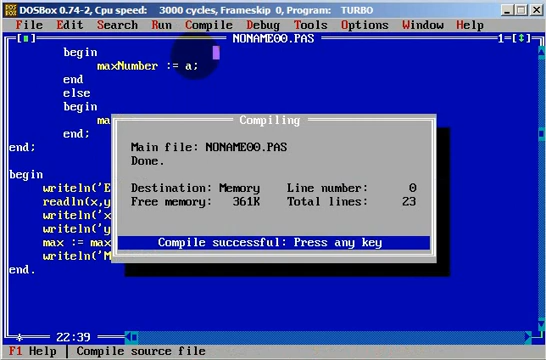 DOSBox 0.74-2, Cpu speed: 3000 cycles, Frameskip 0, Program: TURBO
File Edit Search Run Compile Debug Tools Options Window Help
NONAME00.PAS 1=[↕]
begin
maxNumber := a;
end
else
begin
ma
end;
end;
begin
writeln('E
readln(x,y
writeln('x
writeln('y
max := max
writeln('M
end.
Compiling
Main file: NONAME00.PAS
Done.
Destination: Memory Line number: 0
Free memory: 361K Total lines: 23
Compile successful: Press any key
22:39
F1 Help | Compile source file